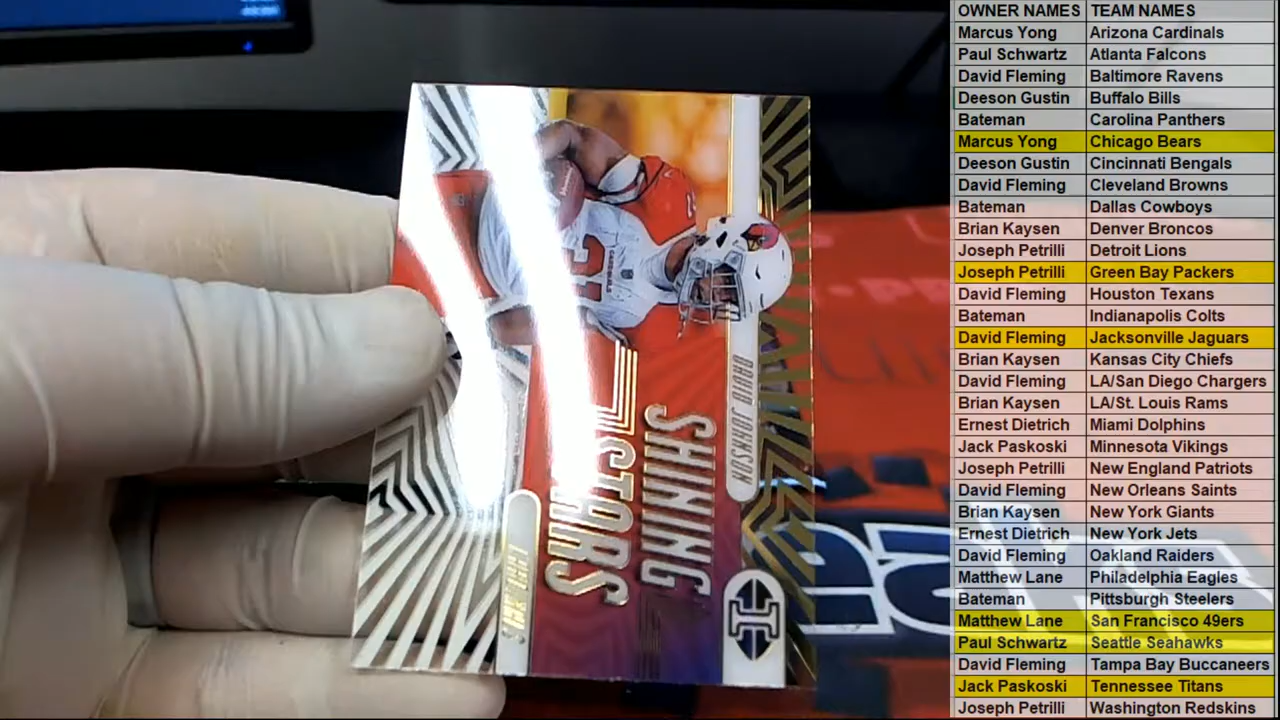 OWNER NAMES TEAM NAMES
Marcus Yong Arizona Cardinals
Paul Schwartz Atlanta Falcons
David Fleming Baltimore Ravens
Deeson Gustin Buffalo Bills
Bateman Carolina Panthers
Marcus Yong Chicago Bears
Deeson Gustin Cincinnati Bengals
David Fleming Cleveland Browns
Bateman Dallas Cowboys
Brian Kaysen Denver Broncos
Joseph Petrilli Detroit Lions
Joseph Petrilli Green Bay Packers
David Fleming Houston Texans
Bateman Indianapolis Colts
David Fleming Jacksonville Jaguars
Brian Kaysen Kansas City Chiefs
David Fleming LA/San Diego Chargers
Brian Kaysen LA/St. Louis Rams
Ernest Dietrich Miami Dolphins
Jack Paskoski Minnesota Vikings
Joseph Petrilli New England Patriots
David Fleming New Orleans Saints
Brian Kaysen New York Giants
Ernest Dietrich New York Jets
David Fleming Oakland Raiders
Matthew Lane Philadelphia Eagles
Bateman Pittsburgh Steelers
Matthew Lane San Francisco 49ers
Paul Schwartz Seattle Seahawks
David Fleming Tampa Bay Buccaneers
Jack Paskoski Tennessee Titans
Joseph Petrilli Washington Redskins
DAVID JOHNSON
SHINING
STARS